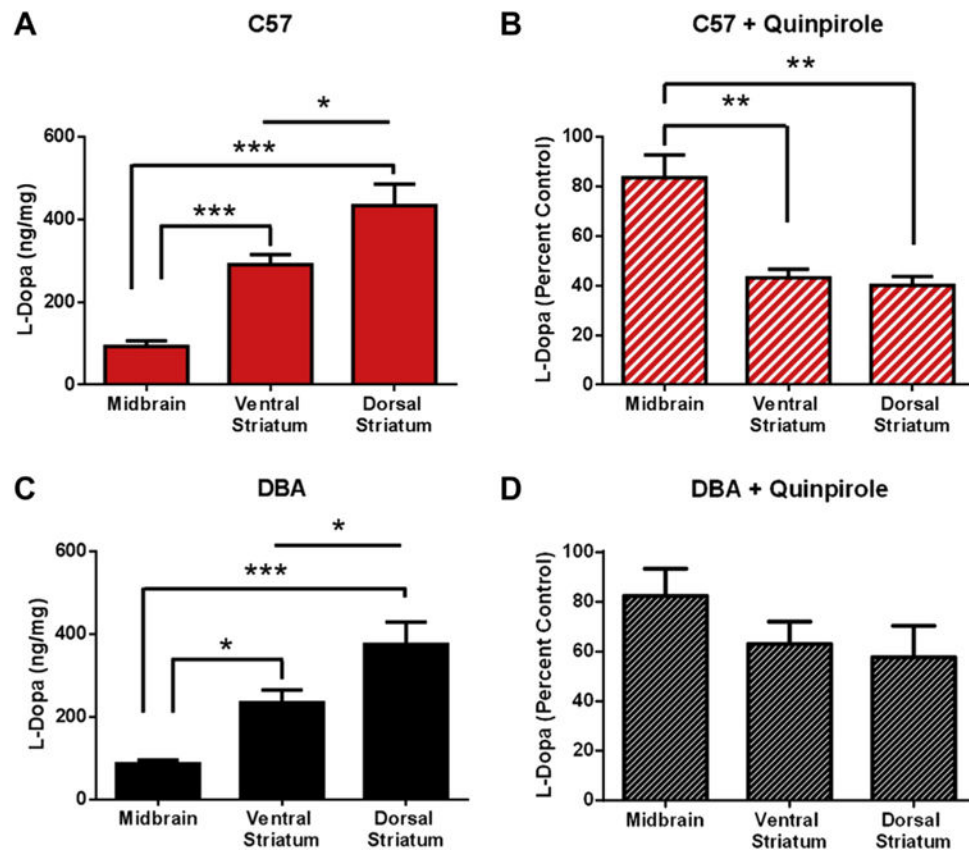 A
C57
L-Dopa (ng/mg)
600
400
200
0
*
***
***
Midbrain
Ventral
Striatum
Dorsal
Striatum
B
C57 + Quinpirole
L-Dopa (Percent Control)
100
80
60
40
20
0
**
**
Midbrain
Ventral
Striatum
Dorsal
Striatum
C
DBA
L-Dopa (ng/mg)
600
400
200
0
*
***
*
Midbrain
Ventral
Striatum
Dorsal
Striatum
D
DBA + Quinpirole
L-Dopa (Percent Control)
100
80
60
40
20
0
Midbrain
Ventral
Striatum
Dorsal
Striatum